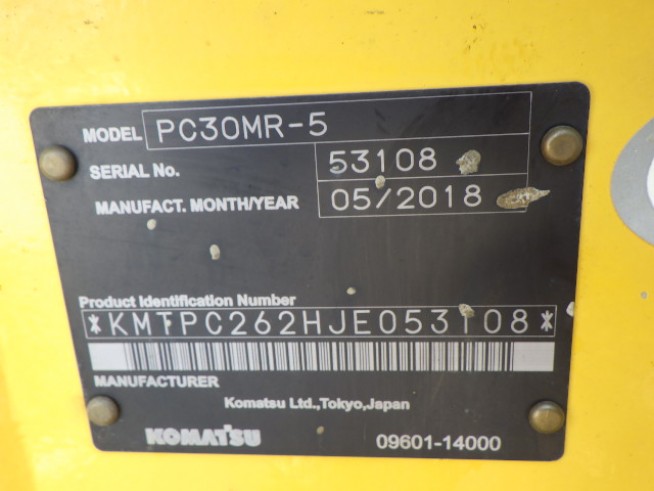 MODEL PC30MR-5
SERIAL No. 53108
MANUFACT. MONTH/YEAR 05/2018
Product Identification Number
*KMTPC262HJE053108*
MANUFACTURER
Komatsu Ltd.,Tokyo,Japan
KOMATSU 09601-14000